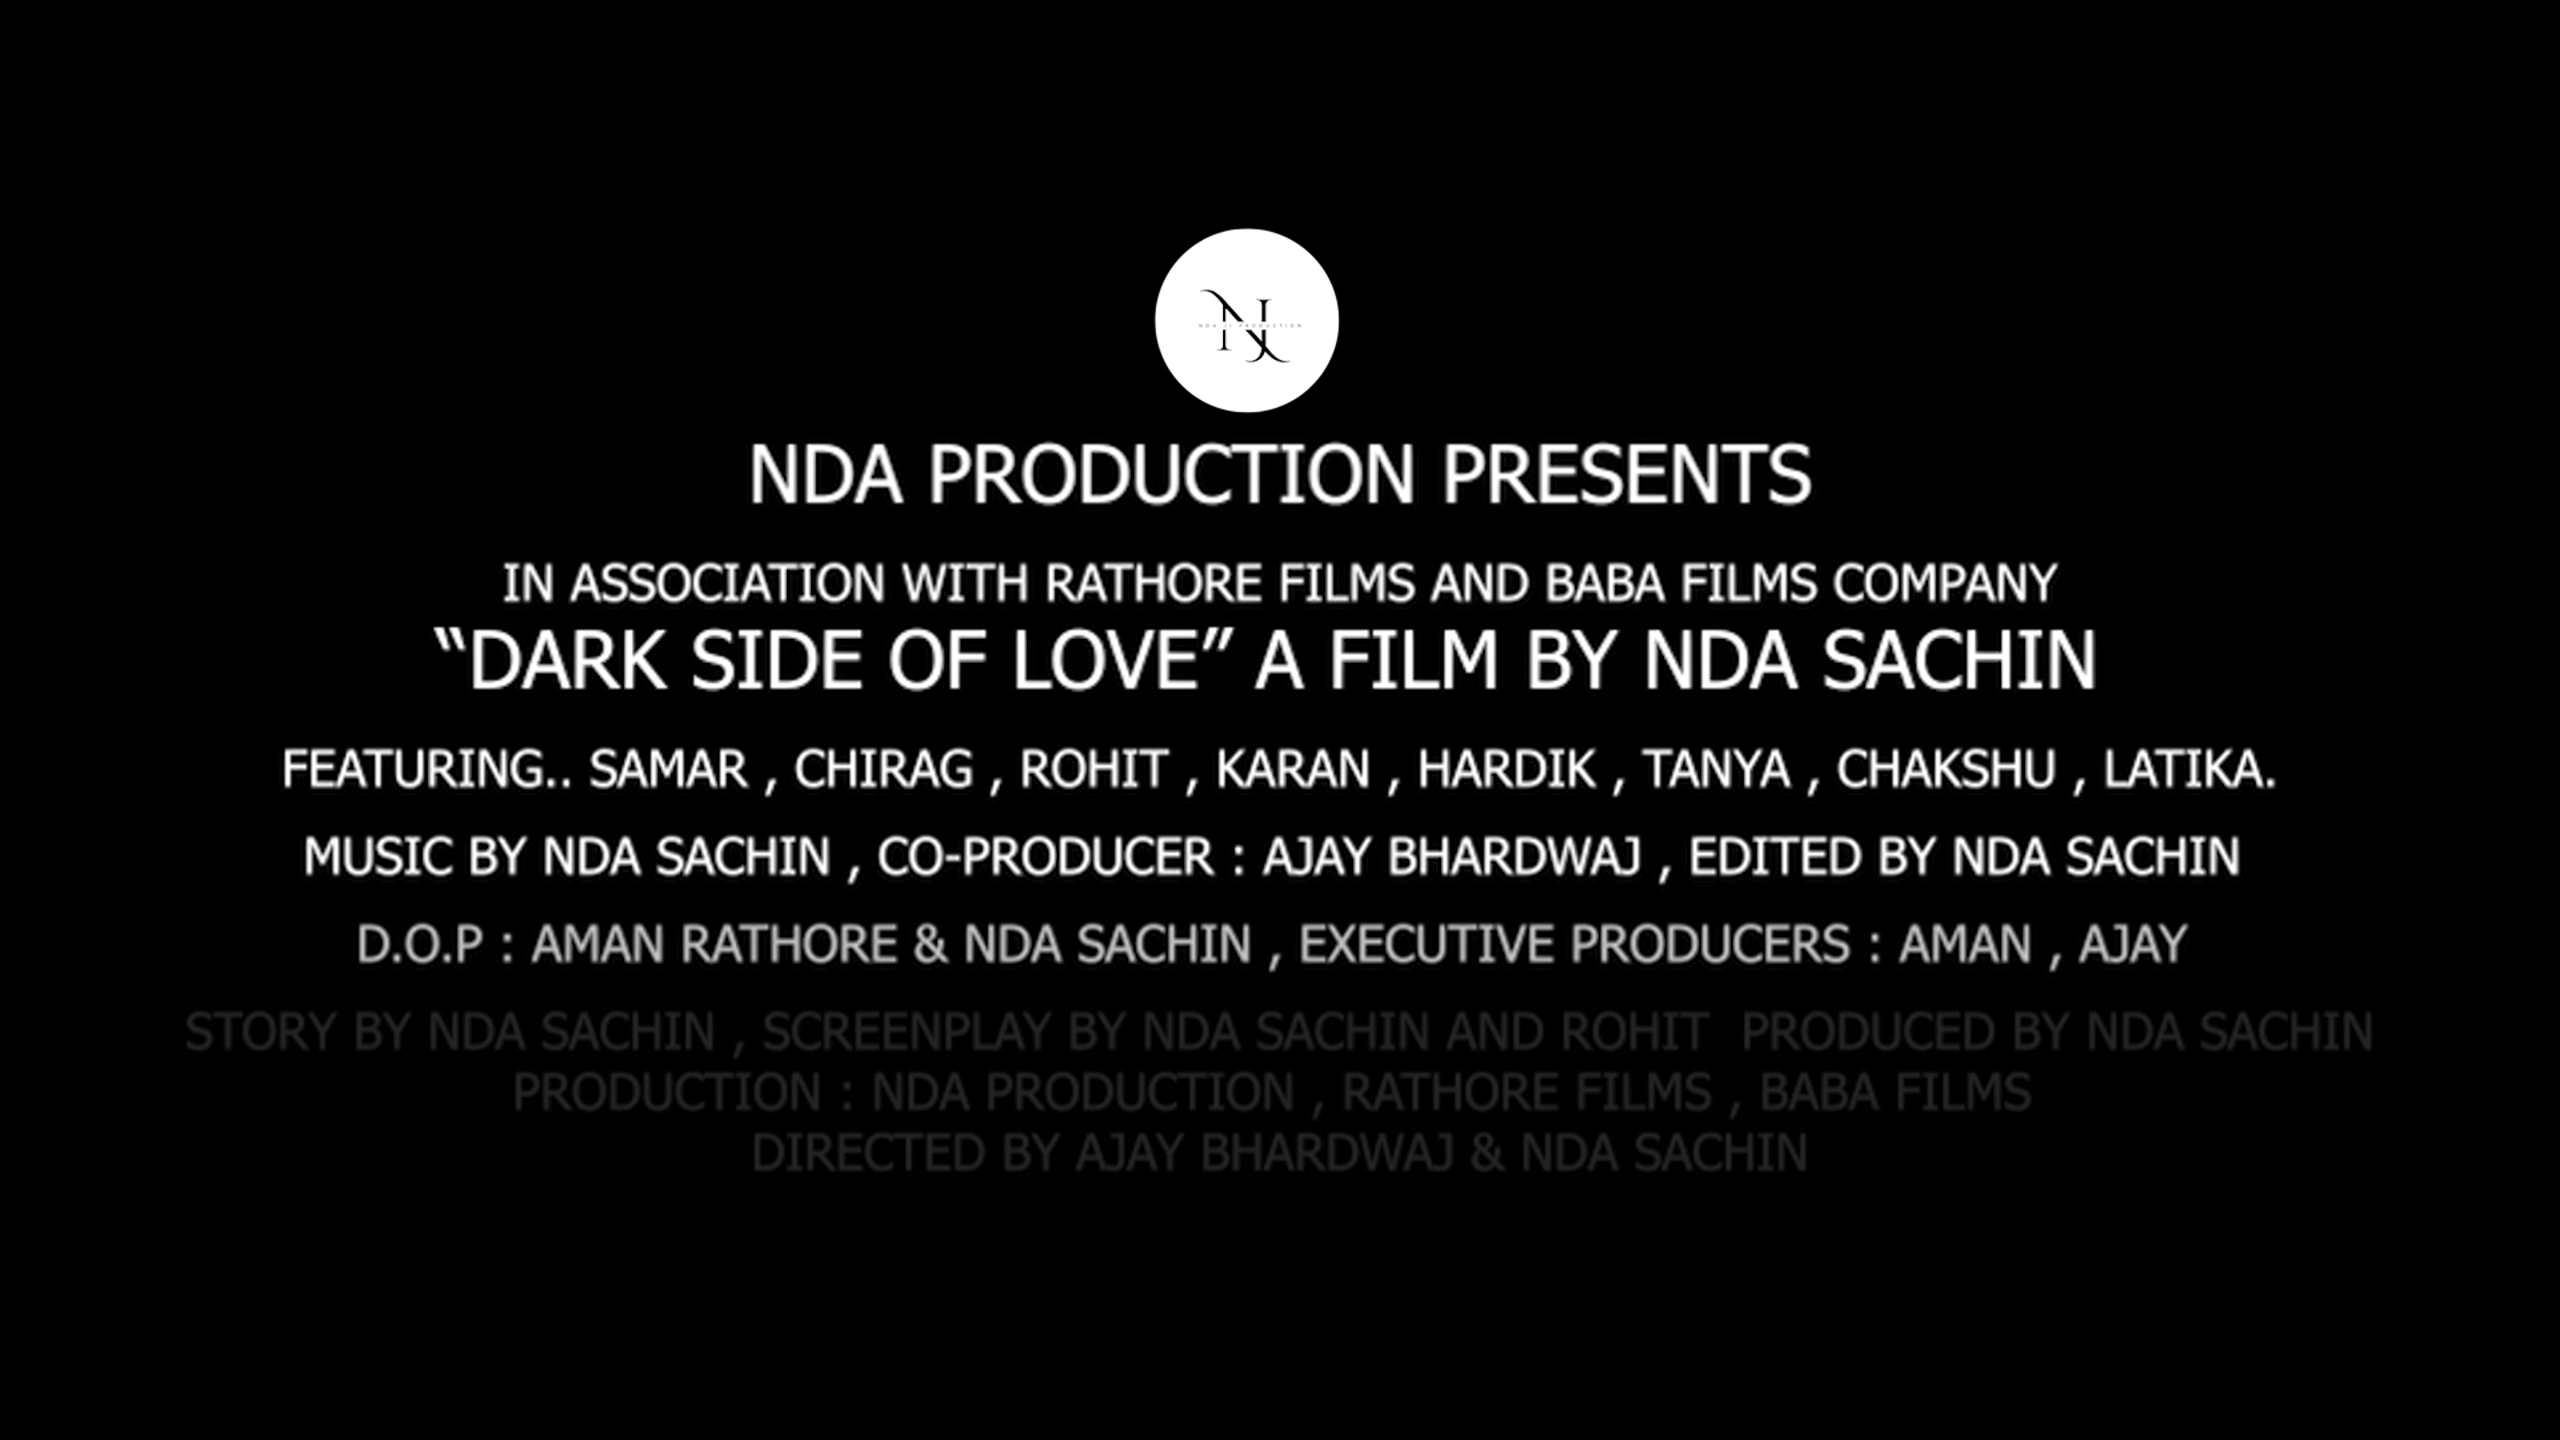 NJ
NDA JI PRODUCTION
NDA PRODUCTION PRESENTS
IN ASSOCIATION WITH RATHORE FILMS AND BABA FILMS COMPANY
“DARK SIDE OF LOVE” A FILM BY NDA SACHIN
FEATURING.. SAMAR , CHIRAG , ROHIT , KARAN , HARDIK , TANYA , CHAKSHU , LATIKA.
MUSIC BY NDA SACHIN , CO-PRODUCER : AJAY BHARDWAJ , EDITED BY NDA SACHIN
D.O.P : AMAN RATHORE & NDA SACHIN , EXECUTIVE PRODUCERS : AMAN , AJAY
STORY BY NDA SACHIN , SCREENPLAY BY NDA SACHIN AND ROHIT  PRODUCED BY NDA SACHIN
PRODUCTION : NDA PRODUCTION , RATHORE FILMS , BABA FILMS
DIRECTED BY AJAY BHARDWAJ & NDA SACHIN